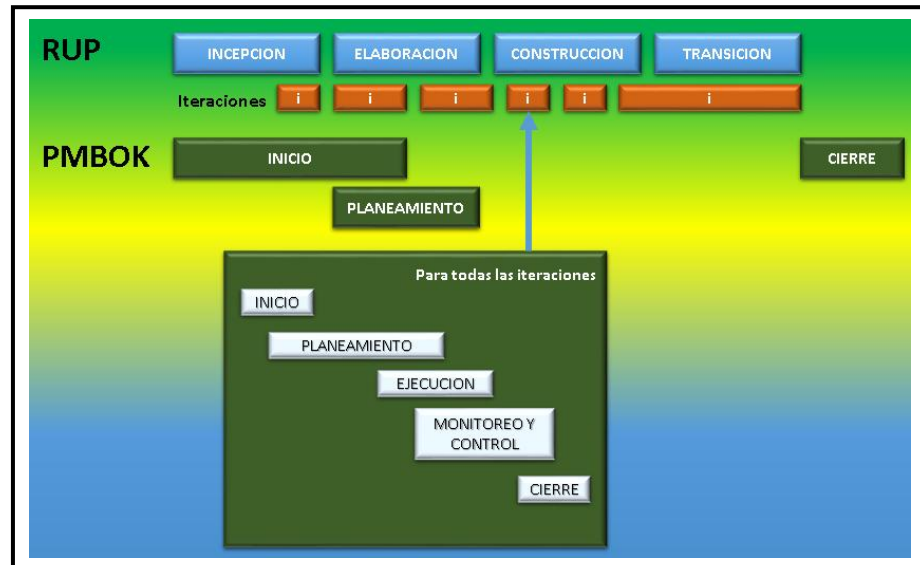 RUP
INCEPCION
ELABORACION
CONSTRUCCION
TRANSICION
Iteraciones
i
i
i
i
i
i
PMBOK
INICIO
CIERRE
PLANEAMIENTO
Para todas las iteraciones
INICIO
PLANEAMIENTO
EJECUCION
MONITOREO Y
CONTROL
CIERRE